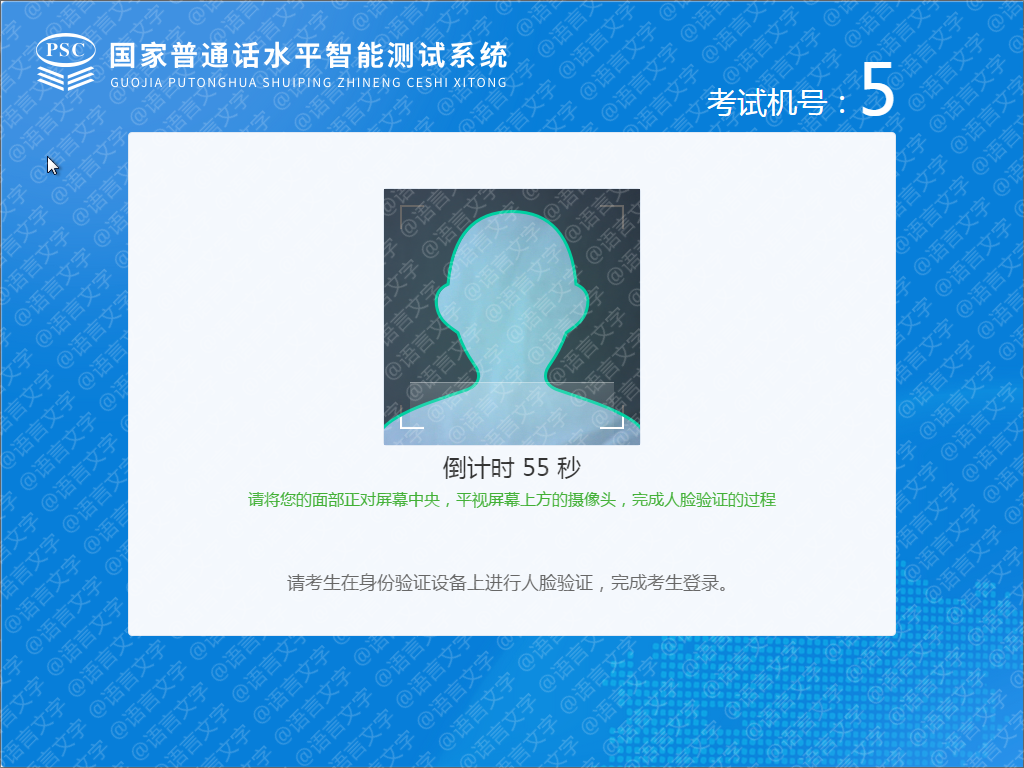 PSC
国家普通话水平智能测试系统
GUOJIA PUTONGHUA SHUIPING ZHINENG CESHI XITONG
考试机号：5
倒计时 55 秒
请将您的面部正对屏幕中央，平视屏幕上方的摄像头，完成人脸验证的过程
请考生在身份验证设备上进行人脸验证，完成考生登录。
@语言文字